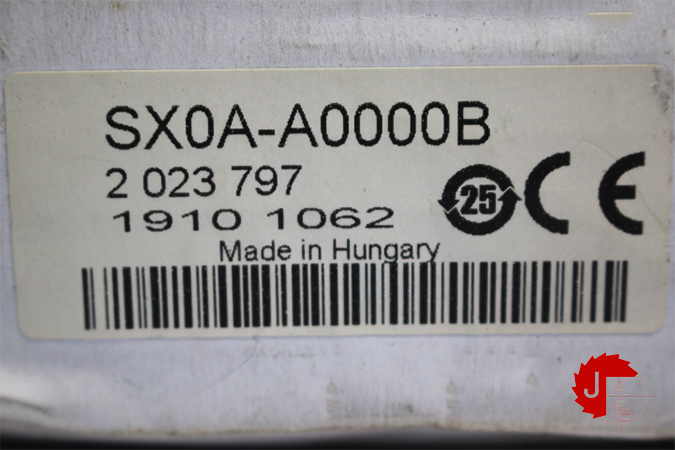 SX0A-A0000B
2 023 797
1910 1062
25 CE
Made in Hungary
J